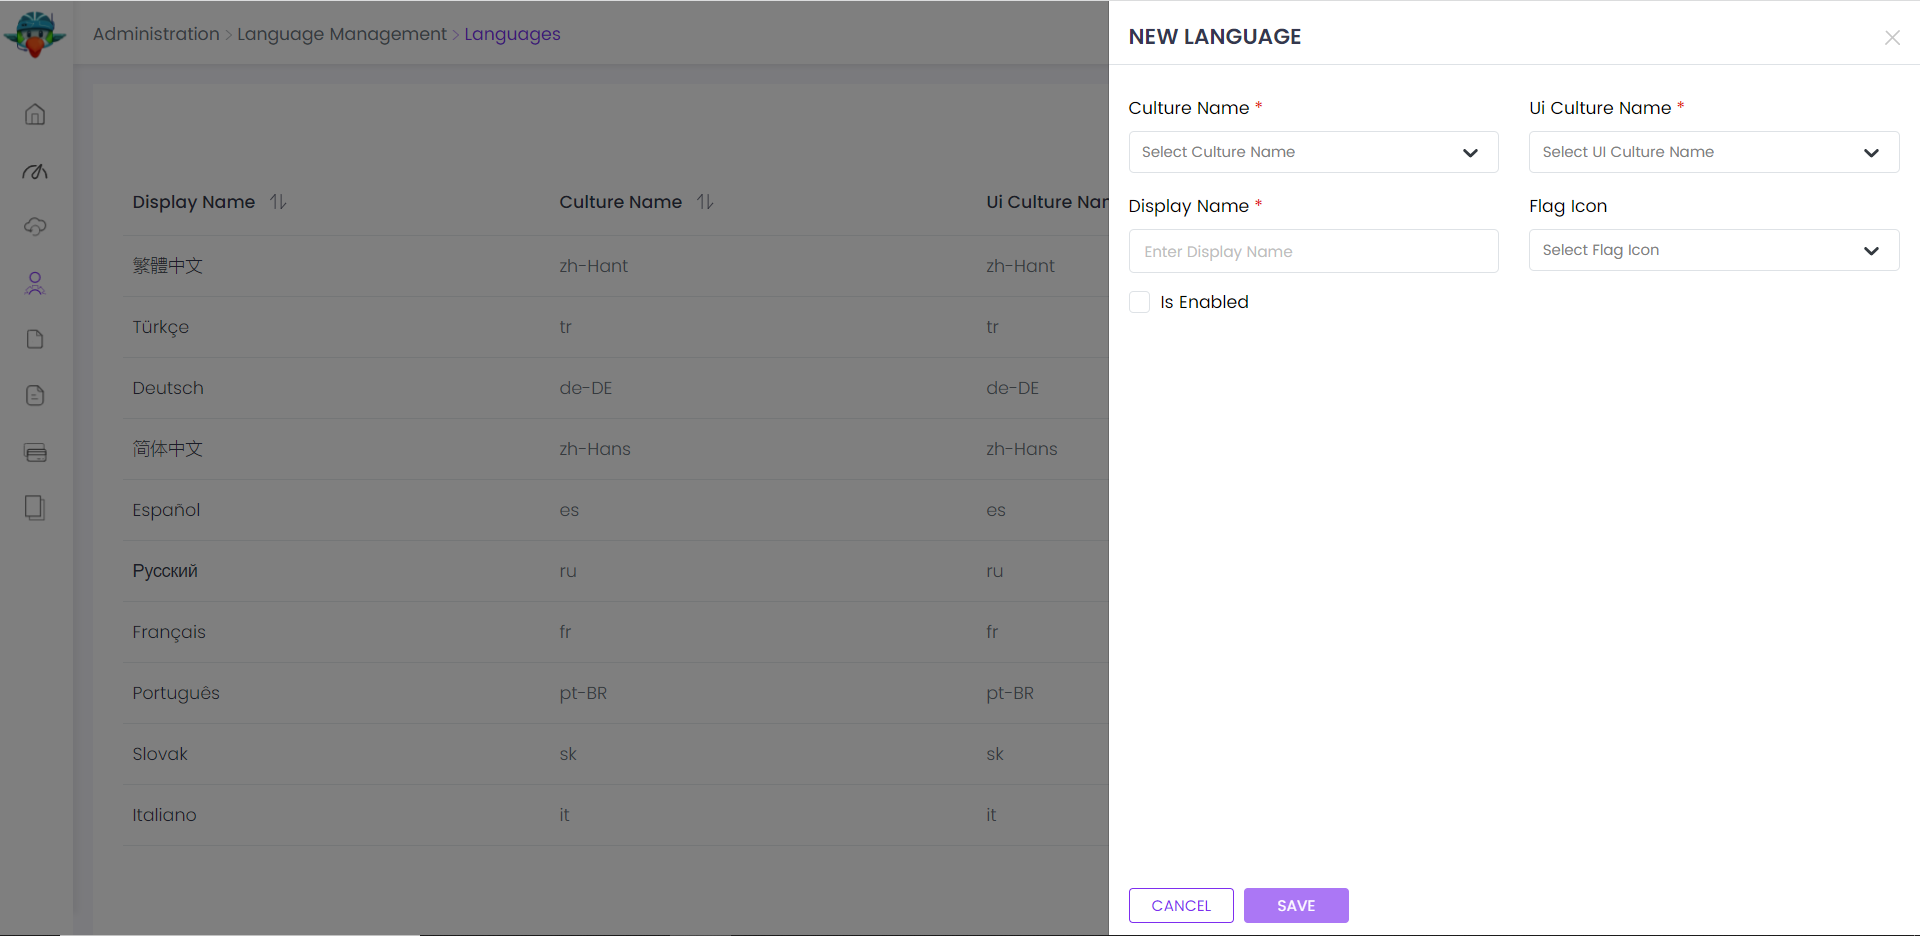 Administration > Language Management > Languages
Display Name Culture Name Ui Culture Nar
繁體中文 zh-Hant zh-Hant
Türkçe tr tr
Deutsch de-DE de-DE
简体中文 zh-Hans zh-Hans
Español es es
Русский ru ru
Français fr fr
Português pt-BR pt-BR
Slovak sk sk
Italiano it it
NEW LANGUAGE
Culture Name * Ui Culture Name *
Select Culture Name Select UI Culture Name
Display Name * Flag Icon
Enter Display Name Select Flag Icon
Is Enabled
CANCEL SAVE